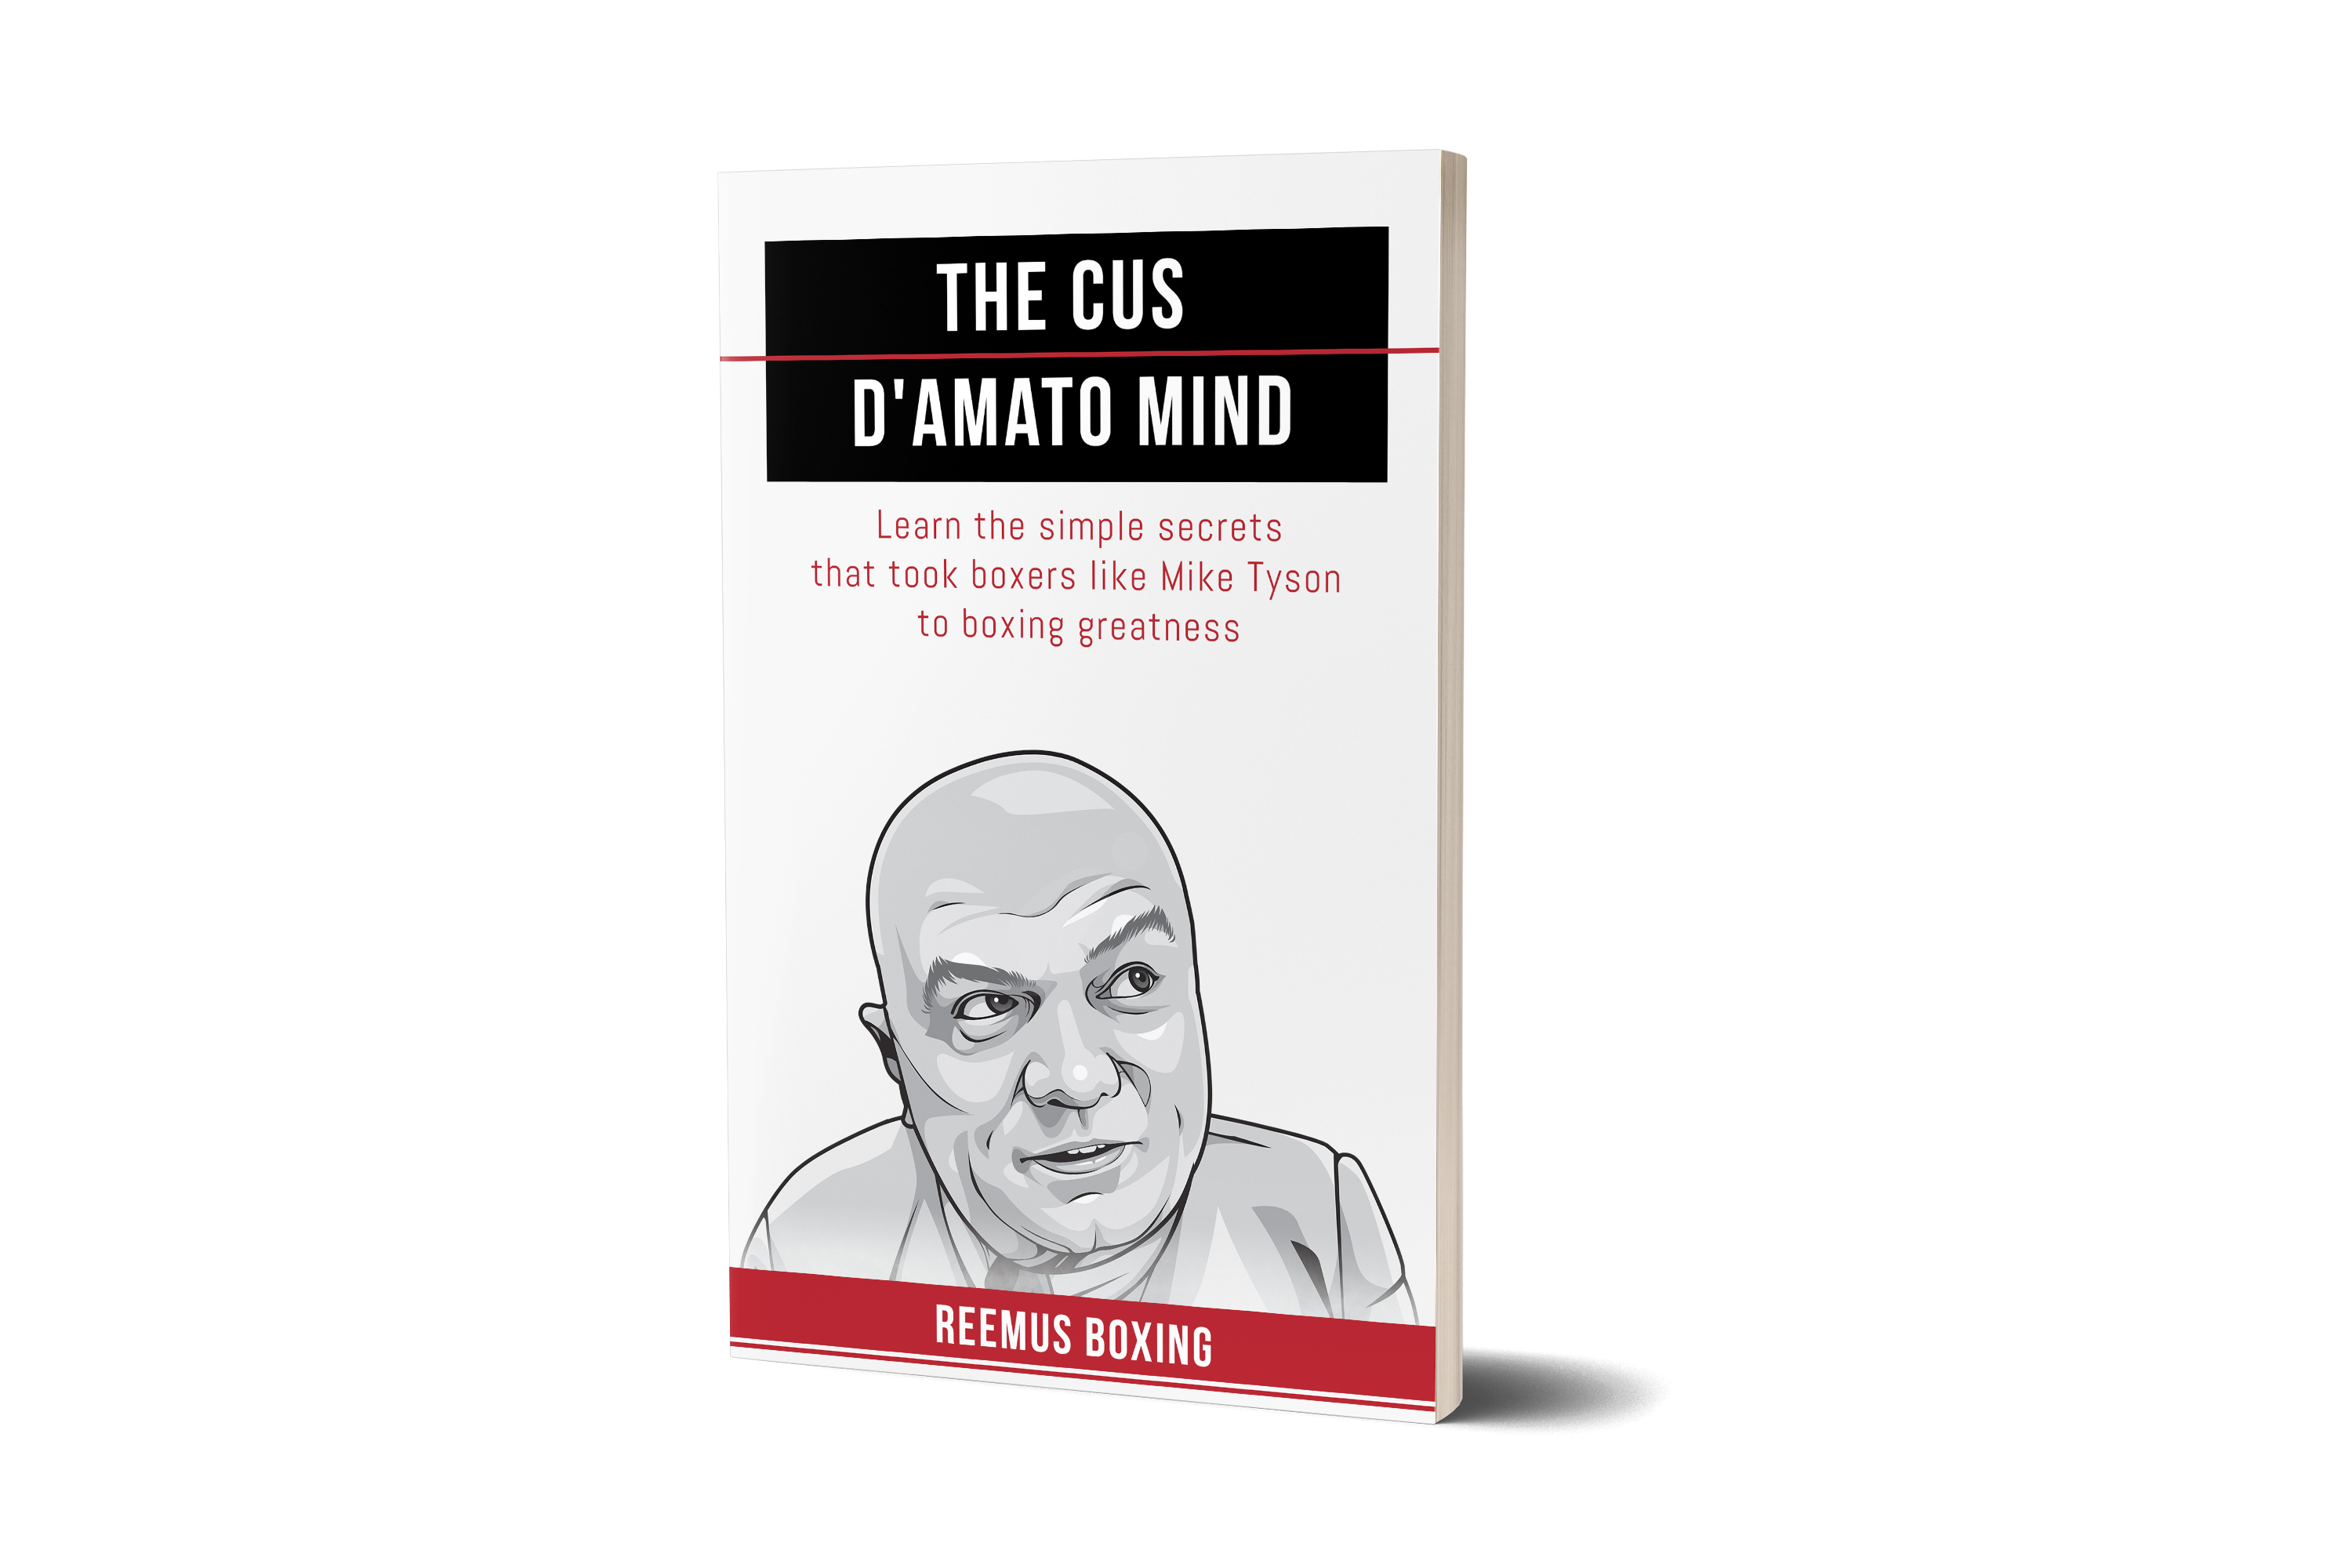 THE CUS
D'AMATO MIND
Learn the simple secrets
that took boxers like Mike Tyson
to boxing greatness
REEMUS BOXING